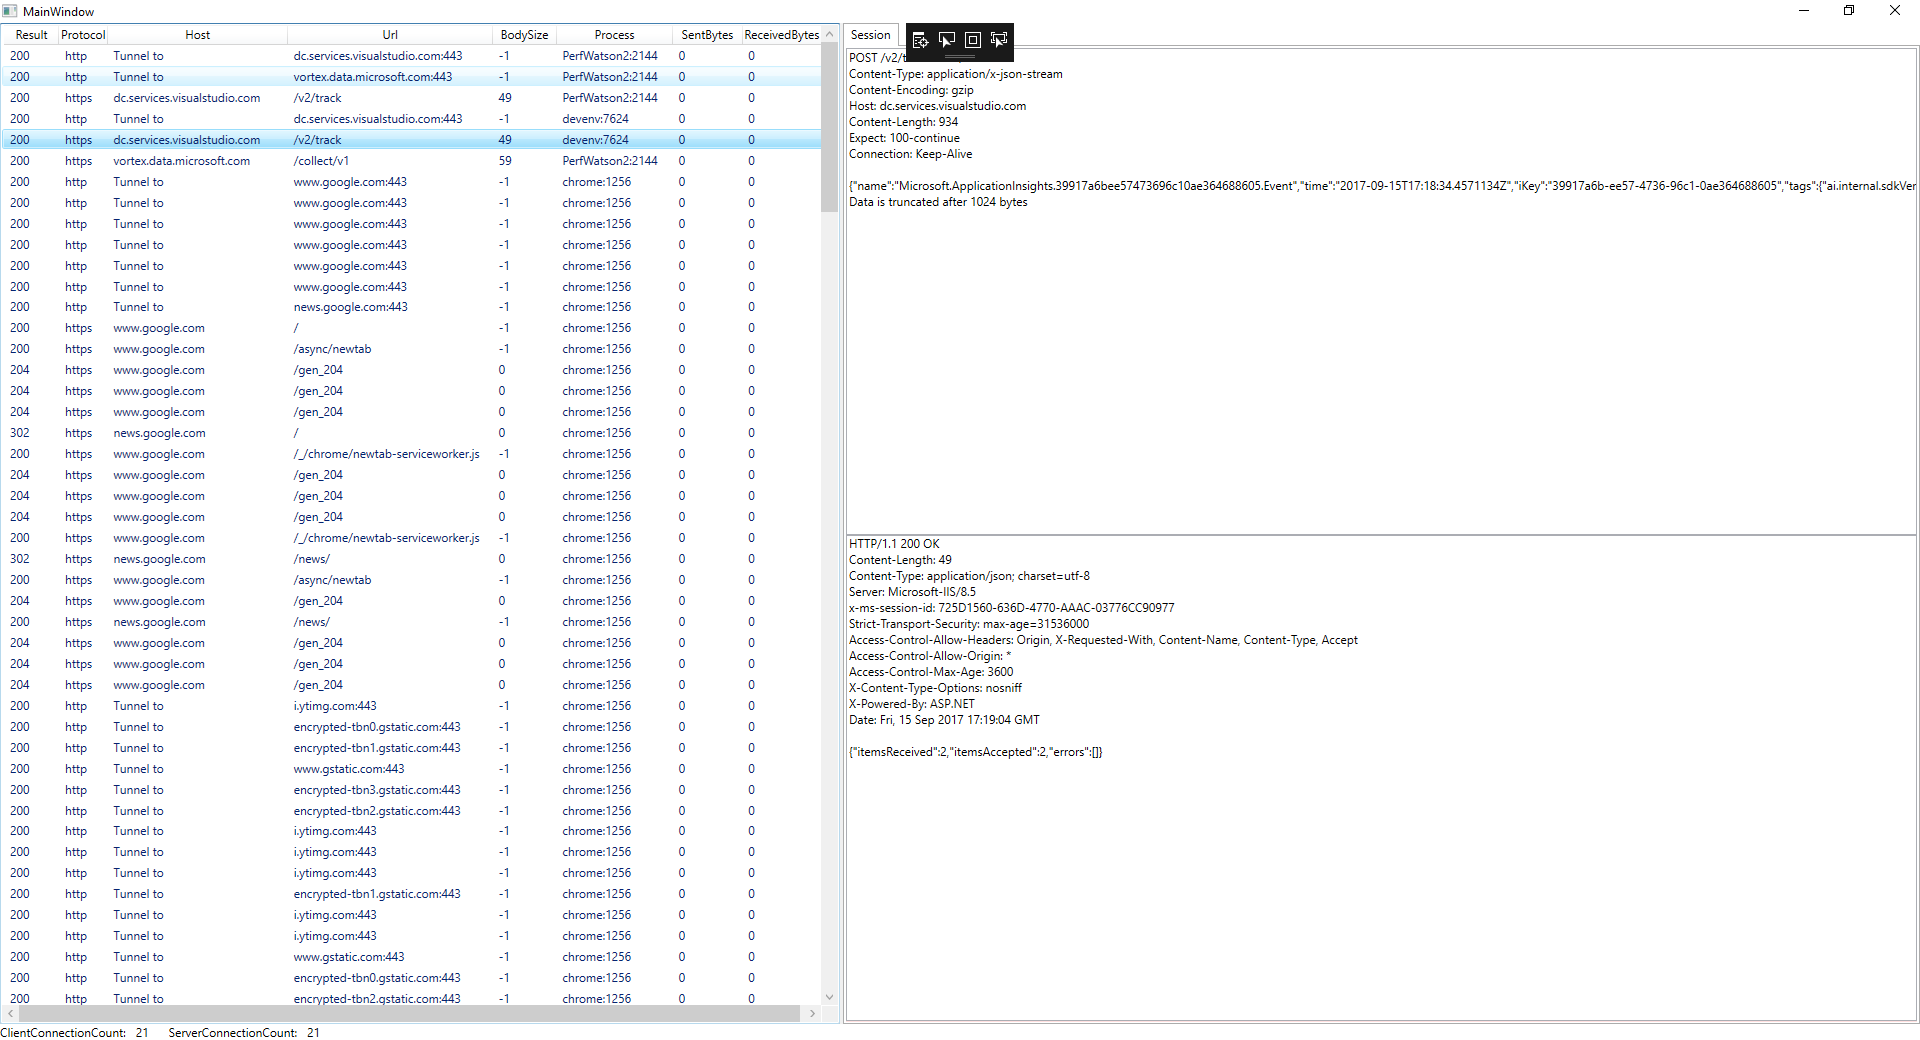 MainWindow
Result Protocol Host Url BodySize Process SentBytes ReceivedBytes
200 http Tunnel to dc.services.visualstudio.com:443 -1 PerfWatson2:2144 0 0
200 http Tunnel to vortex.data.microsoft.com:443 -1 PerfWatson2:2144 0 0
200 https dc.services.visualstudio.com /v2/track 49 PerfWatson2:2144 0 0
200 http Tunnel to dc.services.visualstudio.com:443 -1 devenv:7624 0 0
200 https dc.services.visualstudio.com /v2/track 49 devenv:7624 0 0
200 https vortex.data.microsoft.com /collect/v1 59 PerfWatson2:2144 0 0
200 http Tunnel to www.google.com:443 -1 chrome:1256 0 0
200 http Tunnel to www.google.com:443 -1 chrome:1256 0 0
200 http Tunnel to www.google.com:443 -1 chrome:1256 0 0
200 http Tunnel to www.google.com:443 -1 chrome:1256 0 0
200 http Tunnel to www.google.com:443 -1 chrome:1256 0 0
200 http Tunnel to www.google.com:443 -1 chrome:1256 0 0
200 http Tunnel to news.google.com:443 -1 chrome:1256 0 0
200 https www.google.com / -1 chrome:1256 0 0
200 https www.google.com /async/newtab -1 chrome:1256 0 0
204 https www.google.com /gen_204 0 chrome:1256 0 0
204 https www.google.com /gen_204 0 chrome:1256 0 0
204 https www.google.com /gen_204 0 chrome:1256 0 0
302 https news.google.com / 0 chrome:1256 0 0
200 https www.google.com /_/chrome/newtab-serviceworker.js -1 chrome:1256 0 0
204 https www.google.com /gen_204 0 chrome:1256 0 0
204 https www.google.com /gen_204 0 chrome:1256 0 0
204 https www.google.com /gen_204 0 chrome:1256 0 0
200 https www.google.com /_/chrome/newtab-serviceworker.js -1 chrome:1256 0 0
302 https news.google.com /news/ 0 chrome:1256 0 0
200 https www.google.com /async/newtab -1 chrome:1256 0 0
204 https www.google.com /gen_204 0 chrome:1256 0 0
200 https news.google.com /news/ -1 chrome:1256 0 0
204 https www.google.com /gen_204 0 chrome:1256 0 0
204 https www.google.com /gen_204 0 chrome:1256 0 0
204 https www.google.com /gen_204 0 chrome:1256 0 0
200 http Tunnel to i.ytimg.com:443 -1 chrome:1256 0 0
200 http Tunnel to encrypted-tbn0.gstatic.com:443 -1 chrome:1256 0 0
200 http Tunnel to encrypted-tbn1.gstatic.com:443 -1 chrome:1256 0 0
200 http Tunnel to www.gstatic.com:443 -1 chrome:1256 0 0
200 http Tunnel to encrypted-tbn3.gstatic.com:443 -1 chrome:1256 0 0
200 http Tunnel to encrypted-tbn2.gstatic.com:443 -1 chrome:1256 0 0
200 http Tunnel to i.ytimg.com:443 -1 chrome:1256 0 0
200 http Tunnel to i.ytimg.com:443 -1 chrome:1256 0 0
200 http Tunnel to i.ytimg.com:443 -1 chrome:1256 0 0
200 http Tunnel to encrypted-tbn1.gstatic.com:443 -1 chrome:1256 0 0
200 http Tunnel to i.ytimg.com:443 -1 chrome:1256 0 0
200 http Tunnel to i.ytimg.com:443 -1 chrome:1256 0 0
200 http Tunnel to www.gstatic.com:443 -1 chrome:1256 0 0
200 http Tunnel to encrypted-tbn0.gstatic.com:443 -1 chrome:1256 0 0
200 http Tunnel to encrypted-tbn2.gstatic.com:443 -1 chrome:1256 0 0
Session
POST /v2/t
Content-Type: application/x-json-stream
Content-Encoding: gzip
Host: dc.services.visualstudio.com
Content-Length: 934
Expect: 100-continue
Connection: Keep-Alive
{"name":"Microsoft.ApplicationInsights.39917a6bee57473696c10ae364688605.Event","time":"2017-09-15T17:18:34.4571134Z","iKey":"39917a6b-ee57-4736-96c1-0ae364688605","tags":{"ai.internal.sdkVer
Data is truncated after 1024 bytes
HTTP/1.1 200 OK
Content-Length: 49
Content-Type: application/json; charset=utf-8
Server: Microsoft-IIS/8.5
x-ms-session-id: 725D1560-636D-4770-AAAC-03776CC90977
Strict-Transport-Security: max-age=31536000
Access-Control-Allow-Headers: Origin, X-Requested-With, Content-Name, Content-Type, Accept
Access-Control-Allow-Origin: *
Access-Control-Max-Age: 3600
X-Content-Type-Options: nosniff
X-Powered-By: ASP.NET
Date: Fri, 15 Sep 2017 17:19:04 GMT
{"itemsReceived":2,"itemsAccepted":2,"errors":[]}
ClientConnectionCount: 21 ServerConnectionCount: 21